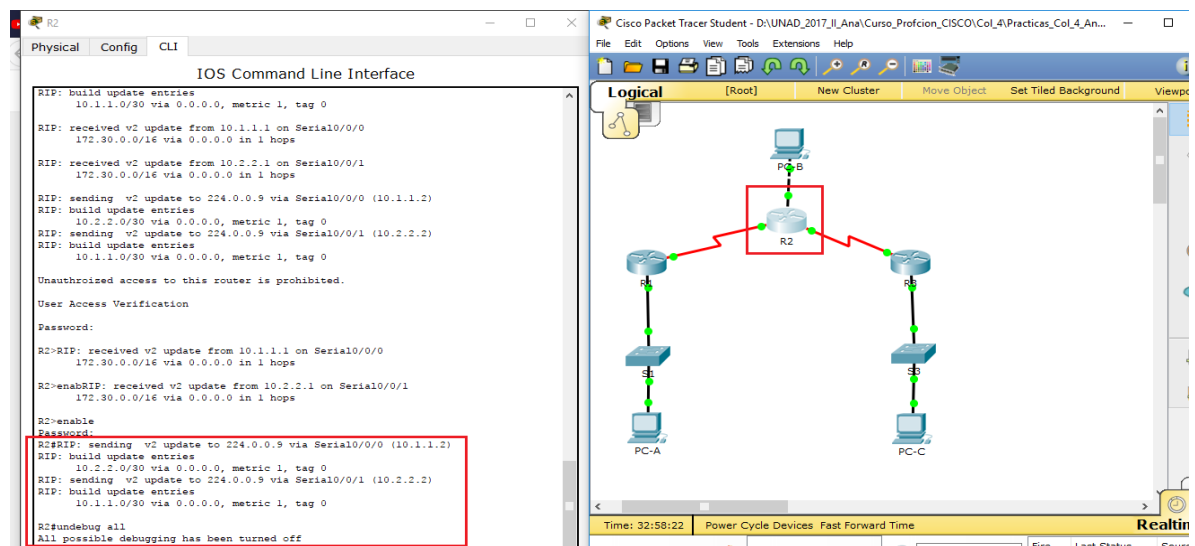 R2
Physical Config CLI
IOS Command Line Interface
RIP: build update entries
10.1.1.0/30 via 0.0.0.0, metric 1, tag 0
RIP: received v2 update from 10.1.1.1 on Serial0/0/0
172.30.0.0/16 via 0.0.0.0 in 1 hops
RIP: received v2 update from 10.2.2.1 on Serial0/0/1
172.30.0.0/16 via 0.0.0.0 in 1 hops
RIP: sending  v2 update to 224.0.0.9 via Serial0/0/0 (10.1.1.2)
RIP: build update entries
10.2.2.0/30 via 0.0.0.0, metric 1, tag 0
RIP: sending  v2 update to 224.0.0.9 via Serial0/0/1 (10.2.2.2)
RIP: build update entries
10.1.1.0/30 via 0.0.0.0, metric 1, tag 0
Unauthroized access to this router is prohibited.
User Access Verification
Password:
R2>RIP: received v2 update from 10.1.1.1 on Serial0/0/0
172.30.0.0/16 via 0.0.0.0 in 1 hops
R2>enabRIP: received v2 update from 10.2.2.1 on Serial0/0/1
172.30.0.0/16 via 0.0.0.0 in 1 hops
R2>enable
Password:
R2#RIP: sending  v2 update to 224.0.0.9 via Serial0/0/0 (10.1.1.2)
RIP: build update entries
10.2.2.0/30 via 0.0.0.0, metric 1, tag 0
RIP: sending  v2 update to 224.0.0.9 via Serial0/0/1 (10.2.2.2)
RIP: build update entries
10.1.1.0/30 via 0.0.0.0, metric 1, tag 0
R2#undebug all
All possible debugging has been turned off
Cisco Packet Tracer Student - D:\UNAD_2017_II_Ana\Curso_Profcion_CISCO\Col_4\Practicas_Col_4_An...
File Edit Options View Tools Extensions Help
Logical [Root] New Cluster Move Object Set Tiled Background Viewpo
PC-B
R2
R1
R3
S1
S3
PC-A
PC-C
Time: 32:58:22 Power Cycle Devices Fast Forward Time Realtim
Fire Last Status